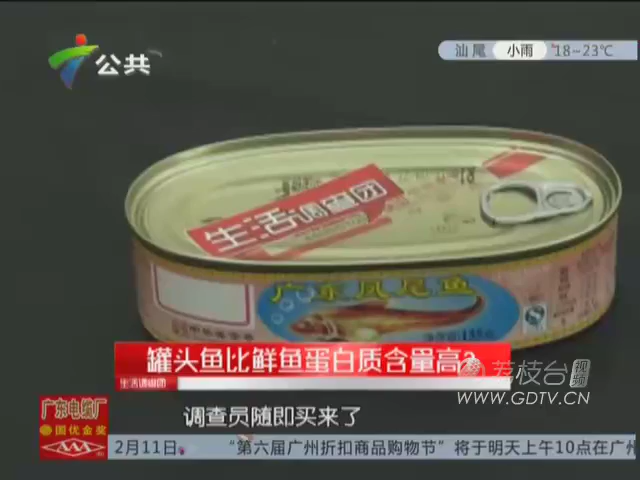 公共
汕尾 小雨 18~23℃
生活调查团
广东凤尾鱼
罐头鱼比鲜鱼蛋白质含量高?
生活调查团
荔枝台 视频
WWW.GDTV.CN
调查员随即买来了
广东电缆厂
国优金奖
2月11日 “第六届广州折扣商品购物节”将于明天上午10点在广州